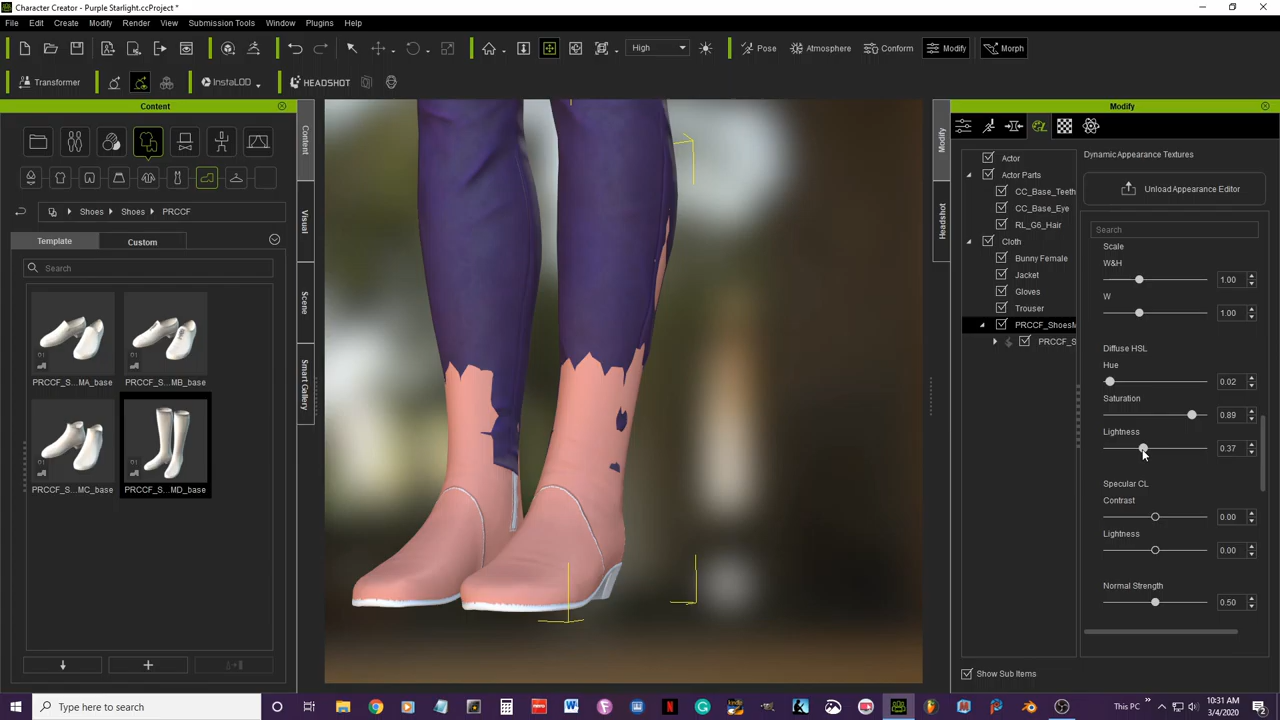 Character Creator - Purple Starlight.ccProject *
File Edit Create Modify Render View Submission Tools Window Plugins Help
High Pose Atmosphere Conform Modify Morph
Transformer InstaLOD HEADSHOT
Content
Shoes Shoes PRCCF
Template Custom
Search
PRCCF_S...MA_base PRCCF_S...MB_base
PRCCF_S...MC_base PRCCF_S...MD_base
Content
Visual
Scene
Smart Gallery
Modify
Headshot
Modify
Actor
Actor Parts
CC_Base_Teeth
CC_Base_Eye
RL_G6_Hair
Cloth
Bunny Female
Jacket
Gloves
Trouser
PRCCF_ShoesM
PRCCF_S
Show Sub Items
Dynamic Appearance Textures
Unload Appearance Editor
Search
Scale
W&H
1.00
W
1.00
Diffuse HSL
Hue
0.02
Saturation
0.89
Lightness
0.37
Specular CL
Contrast
0.00
Lightness
0.00
Normal Strength
0.50
Type here to search
This PC
10:31 AM
3/4/2020